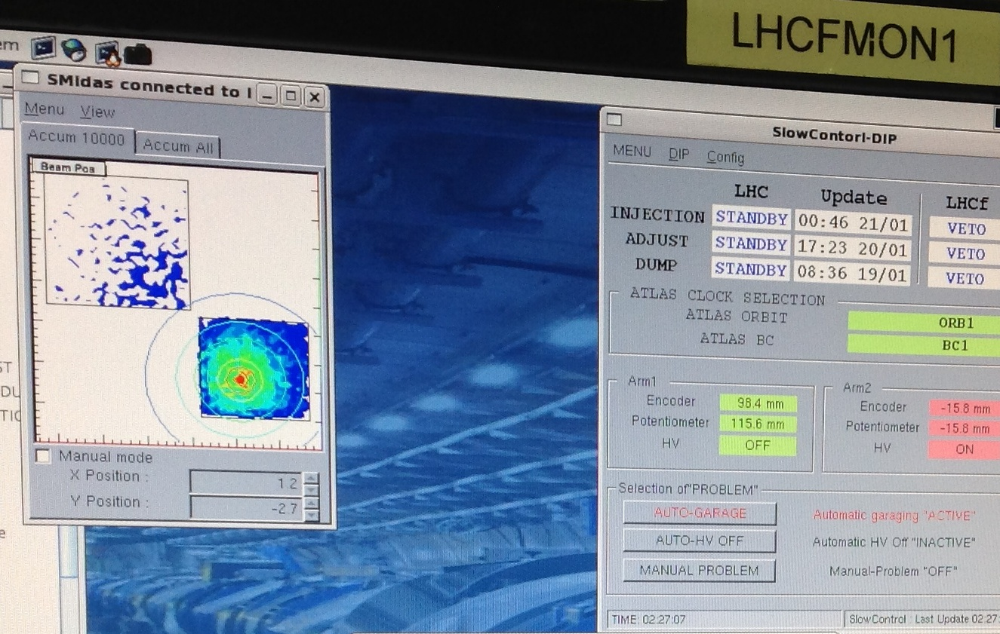 LHCFMON1
em
SMIdas connected to
Menu View
Accum 10000 Accum All
Beam Pos
Manual mode
X Position : 1.2
Y Position : -2.7
SlowContorl-DIP
MENU DIP Config
LHC Update LHCf
INJECTION STANDBY 00:46 21/01 VETO
ADJUST STANDBY 17:23 20/01 VETO
DUMP STANDBY 08:36 19/01 VETO
ATLAS CLOCK SELECTION
ATLAS ORBIT ORB1
ATLAS BC BC1
Arm1
Encoder 98.4 mm
Potentiometer 115.6 mm
HV OFF
Arm2
Encoder -15.8 mm
Potentiometer -15.8 mm
HV ON
Selection of"PROBLEM"
AUTO-GARAGE Automatic garaging "ACTIVE"
AUTO-HV OFF Automatic HV Off "INACTIVE"
MANUAL PROBLEM Manual-Problem "OFF"
TIME: 02:27:07
SlowControl : Last Update 02:27: